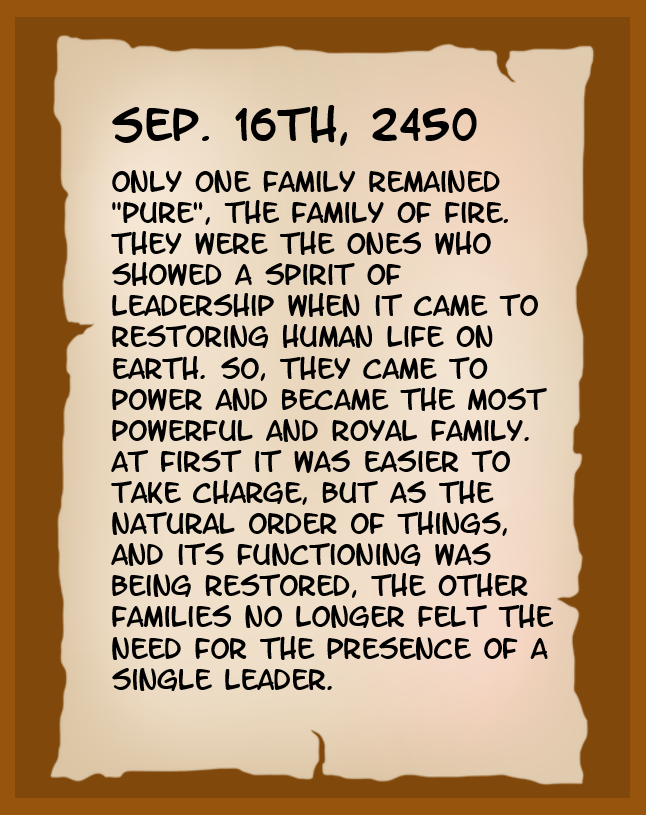 SEP. 16TH, 2450
ONLY ONE FAMILY REMAINED
"PURE", THE FAMILY OF FIRE.
THEY WERE THE ONES WHO
SHOWED A SPIRIT OF
LEADERSHIP WHEN IT CAME TO
RESTORING HUMAN LIFE ON
EARTH. SO, THEY CAME TO
POWER AND BECAME THE MOST
POWERFUL AND ROYAL FAMILY.
AT FIRST IT WAS EASIER TO
TAKE CHARGE, BUT AS THE
NATURAL ORDER OF THINGS,
AND ITS FUNCTIONING WAS
BEING RESTORED, THE OTHER
FAMILIES NO LONGER FELT THE
NEED FOR THE PRESENCE OF A
SINGLE LEADER.